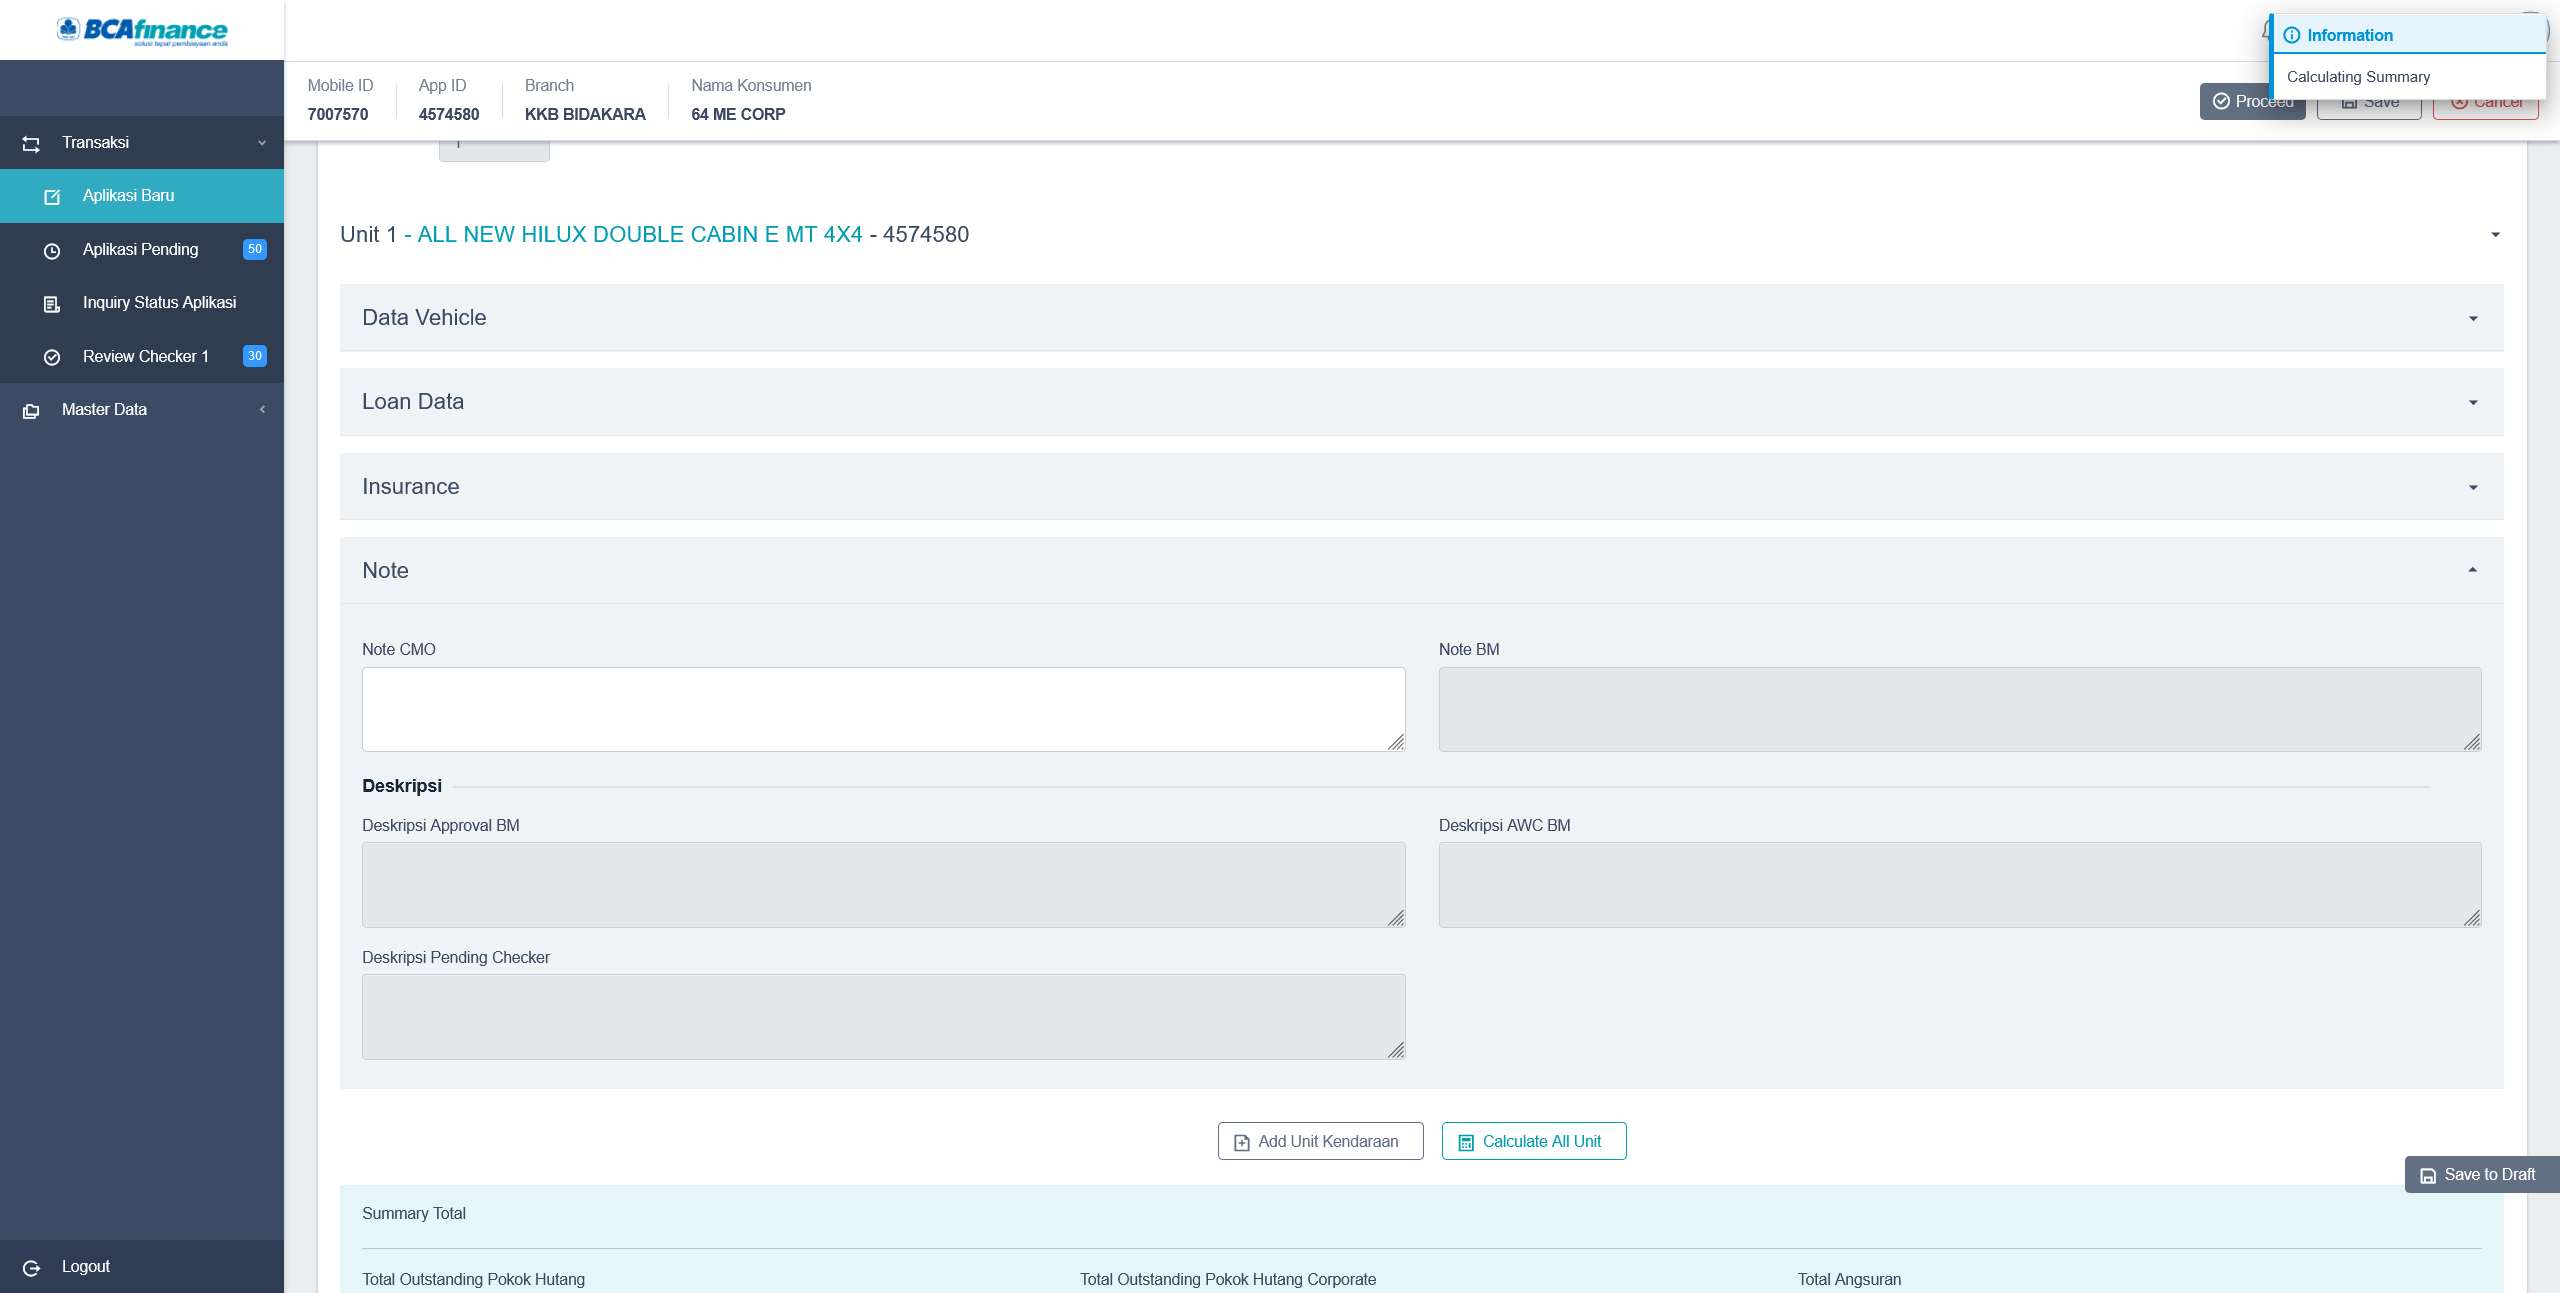 BCAfinance
solusi tepat pembiayaan anda
Information
Calculating Summary
Mobile ID
7007570
App ID
4574580
Branch
KKB BIDAKARA
Nama Konsumen
64 ME CORP
Proceed
Save
Cancel
Transaksi
Aplikasi Baru
Aplikasi Pending 50
Inquiry Status Aplikasi
Review Checker 1 30
Master Data
Logout
Unit 1 - ALL NEW HILUX DOUBLE CABIN E MT 4X4 - 4574580
Data Vehicle
Loan Data
Insurance
Note
Note CMO
Note BM
Deskripsi
Deskripsi Approval BM
Deskripsi AWC BM
Deskripsi Pending Checker
Add Unit Kendaraan
Calculate All Unit
Save to Draft
Summary Total
Total Outstanding Pokok Hutang
Total Outstanding Pokok Hutang Corporate
Total Angsuran